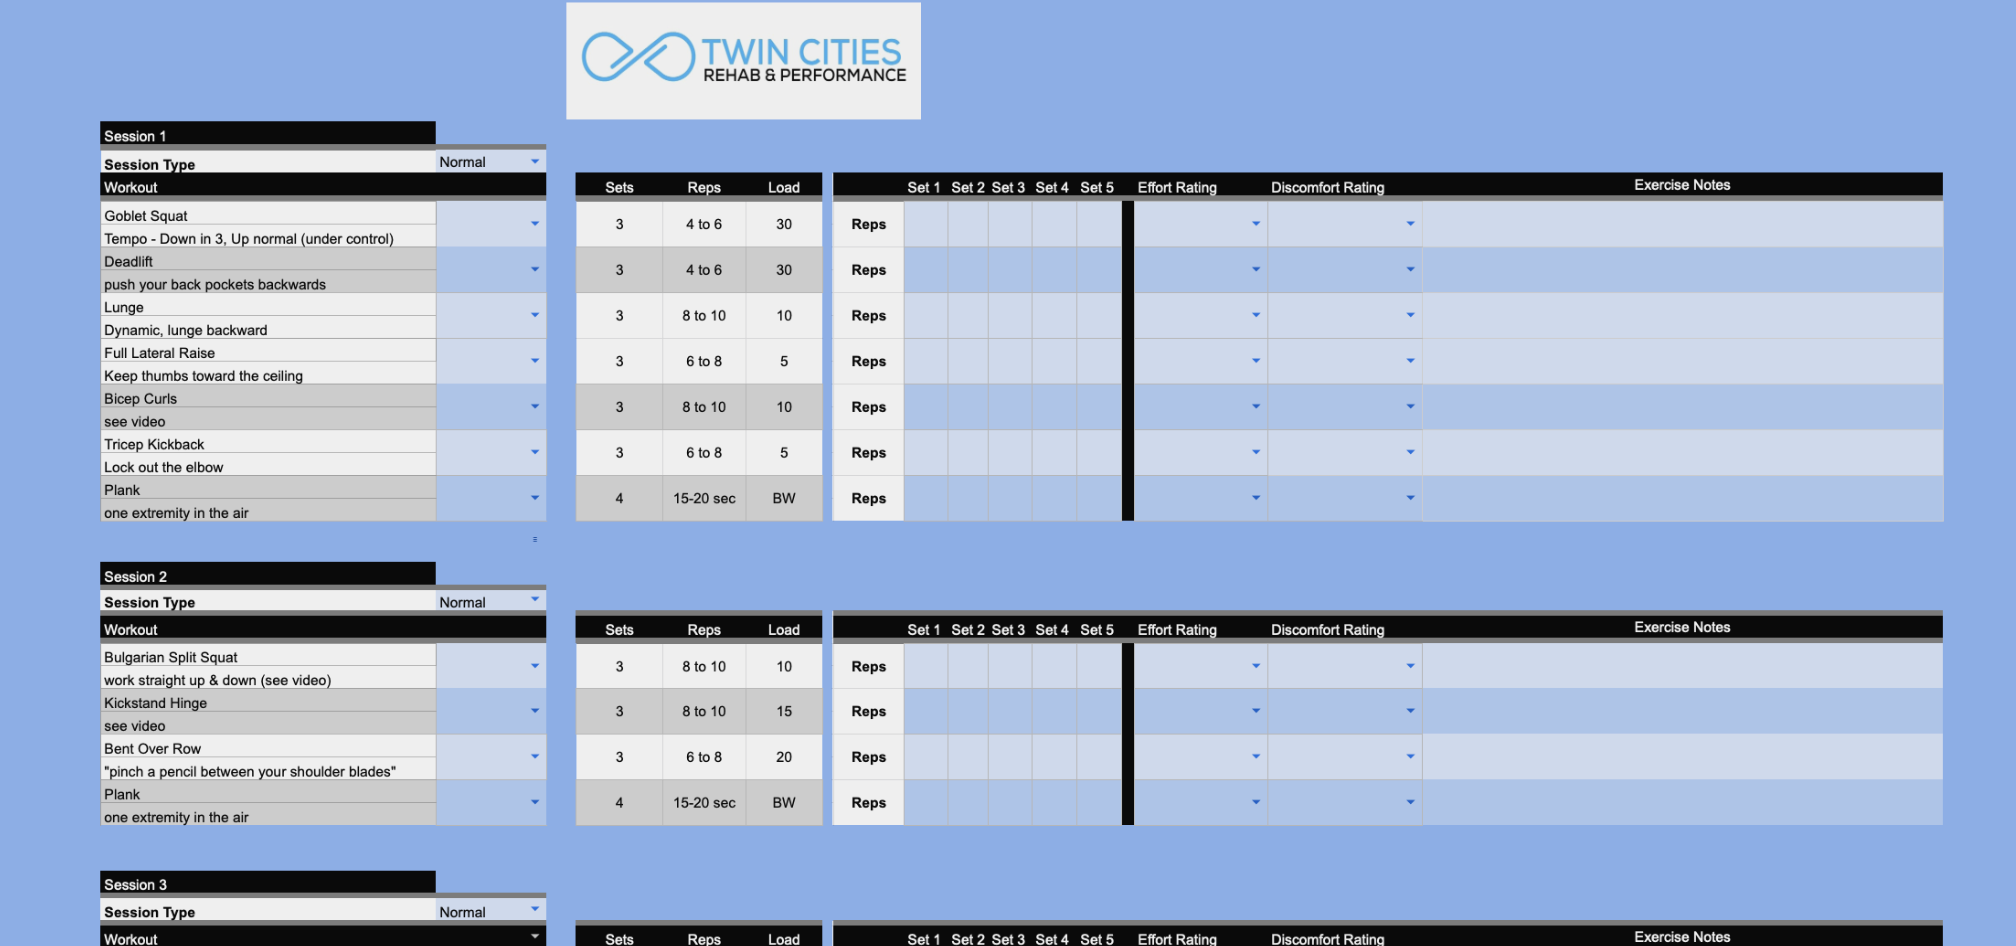 TWIN CITIES
REHAB & PERFORMANCE
Session 1
Session Type Normal
Workout Sets Reps Load Set 1 Set 2 Set 3 Set 4 Set 5 Effort Rating Discomfort Rating Exercise Notes
Goblet Squat
Tempo - Down in 3, Up normal (under control)
3 4 to 6 30 Reps
Deadlift
push your back pockets backwards
3 4 to 6 30 Reps
Lunge
Dynamic, lunge backward
3 8 to 10 10 Reps
Full Lateral Raise
Keep thumbs toward the ceiling
3 6 to 8 5 Reps
Bicep Curls
see video
3 8 to 10 10 Reps
Tricep Kickback
Lock out the elbow
3 6 to 8 5 Reps
Plank
one extremity in the air
4 15-20 sec BW Reps
Session 2
Session Type Normal
Workout Sets Reps Load Set 1 Set 2 Set 3 Set 4 Set 5 Effort Rating Discomfort Rating Exercise Notes
Bulgarian Split Squat
work straight up & down (see video)
3 8 to 10 10 Reps
Kickstand Hinge
see video
3 8 to 10 15 Reps
Bent Over Row
"pinch a pencil between your shoulder blades"
3 6 to 8 20 Reps
Plank
one extremity in the air
4 15-20 sec BW Reps
Session 3
Session Type Normal
Workout Sets Reps Load Set 1 Set 2 Set 3 Set 4 Set 5 Effort Rating Discomfort Rating Exercise Notes